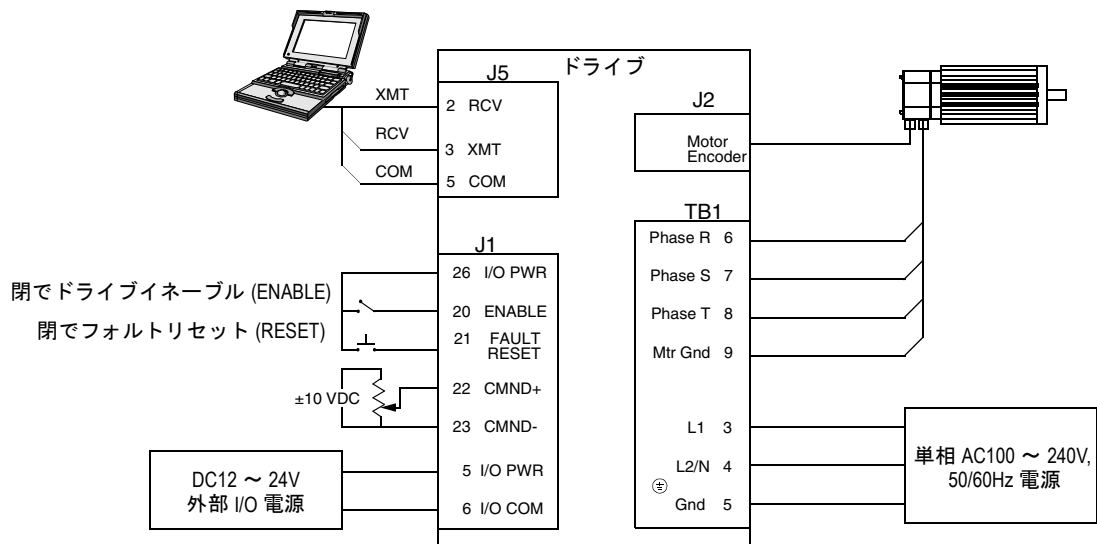 ドライブ
J5
XMT
2 RCV
RCV
3 XMT
COM
5 COM
J2
Motor
Encoder
TB1
Phase R 6
Phase S 7
Phase T 8
Mtr Gnd 9
L1 3
L2/N 4
Gnd 5
J1
26 I/O PWR
閉でドライブイネーブル (ENABLE)
20 ENABLE
閉でフォルトリセット (RESET)
21 FAULT
RESET
±10 VDC
22 CMND+
23 CMND-
DC12 ～ 24V
外部 I/O 電源
5 I/O PWR
6 I/O COM
単相 AC100 ～ 240V,
50/60Hz 電源